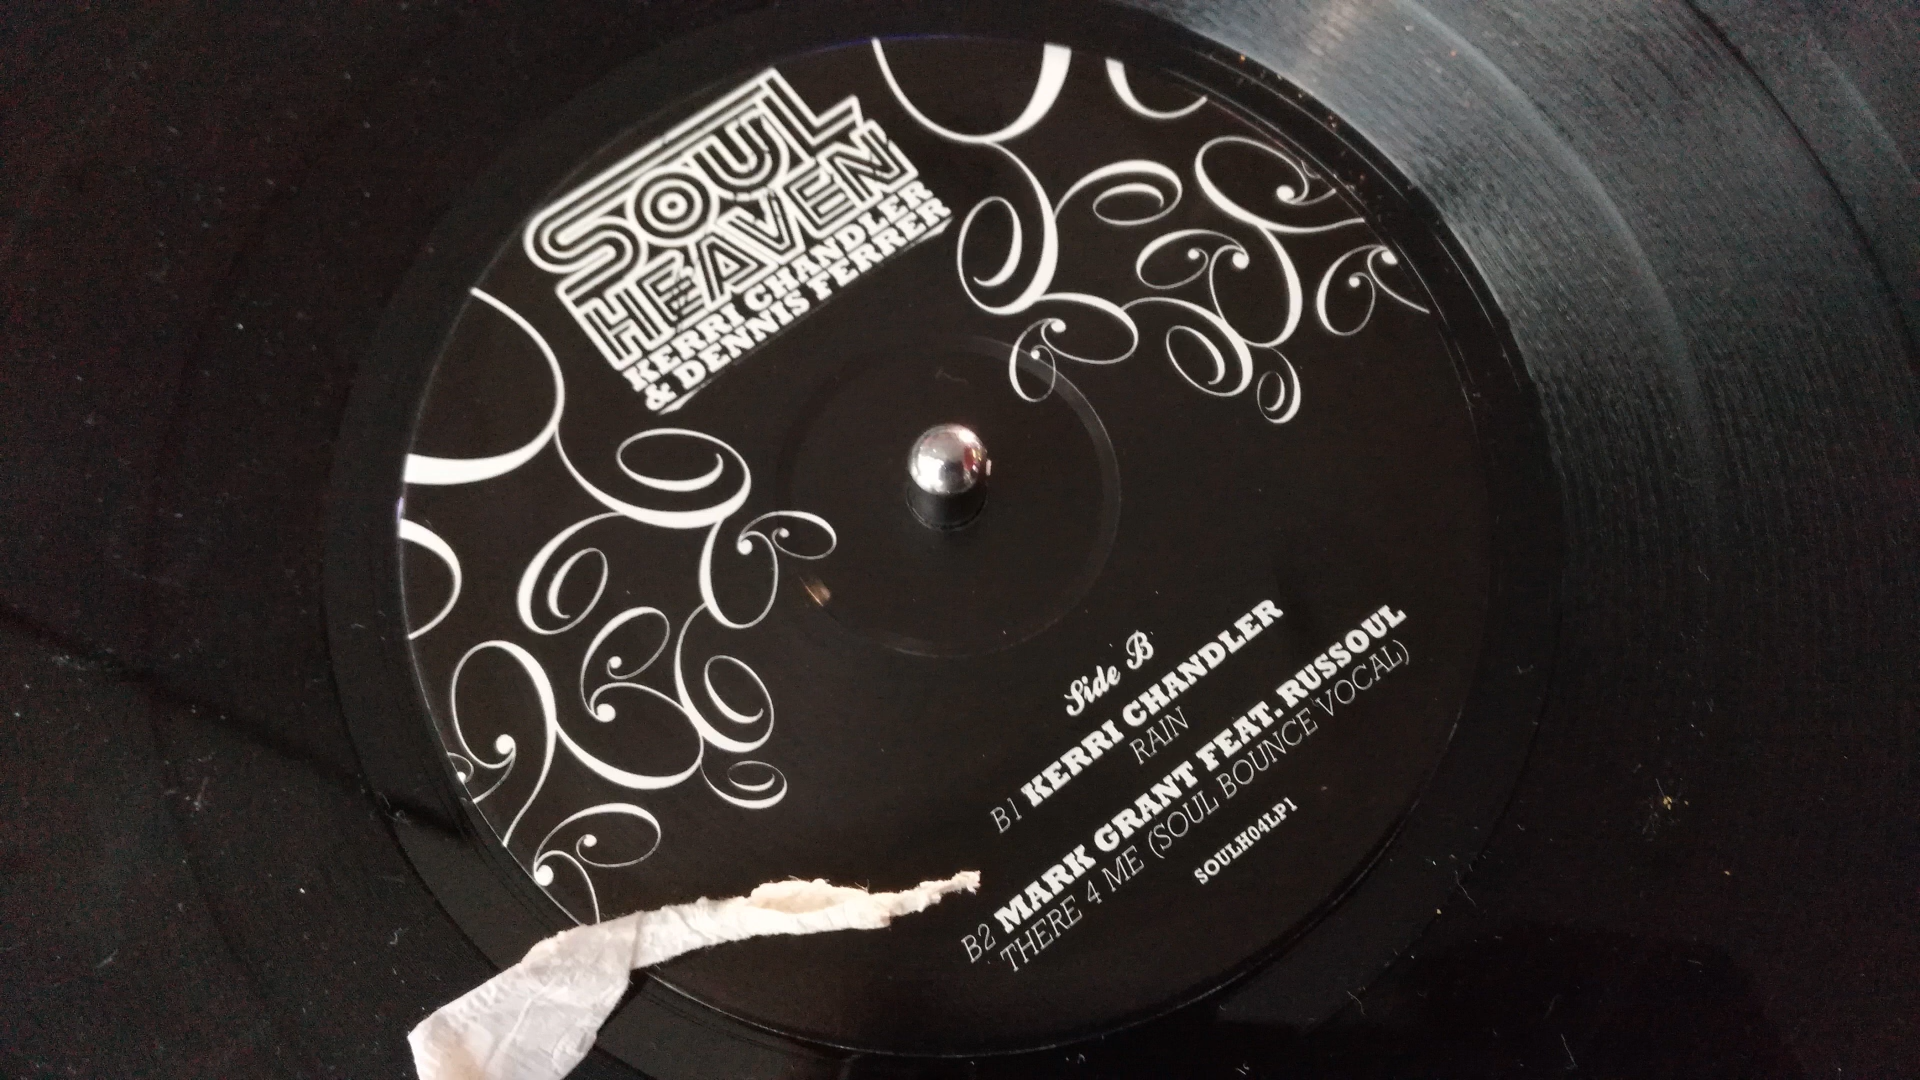 SOUL
HEAVEN
KERRI CHANDLER
& DENNIS FERRER
Side B
B1 KERRI CHANDLER
RAIN
B2 MARK GRANT FEAT. RUSSOUL
THERE 4 ME (SOUL BOUNCE VOCAL)
SOULH04LP1